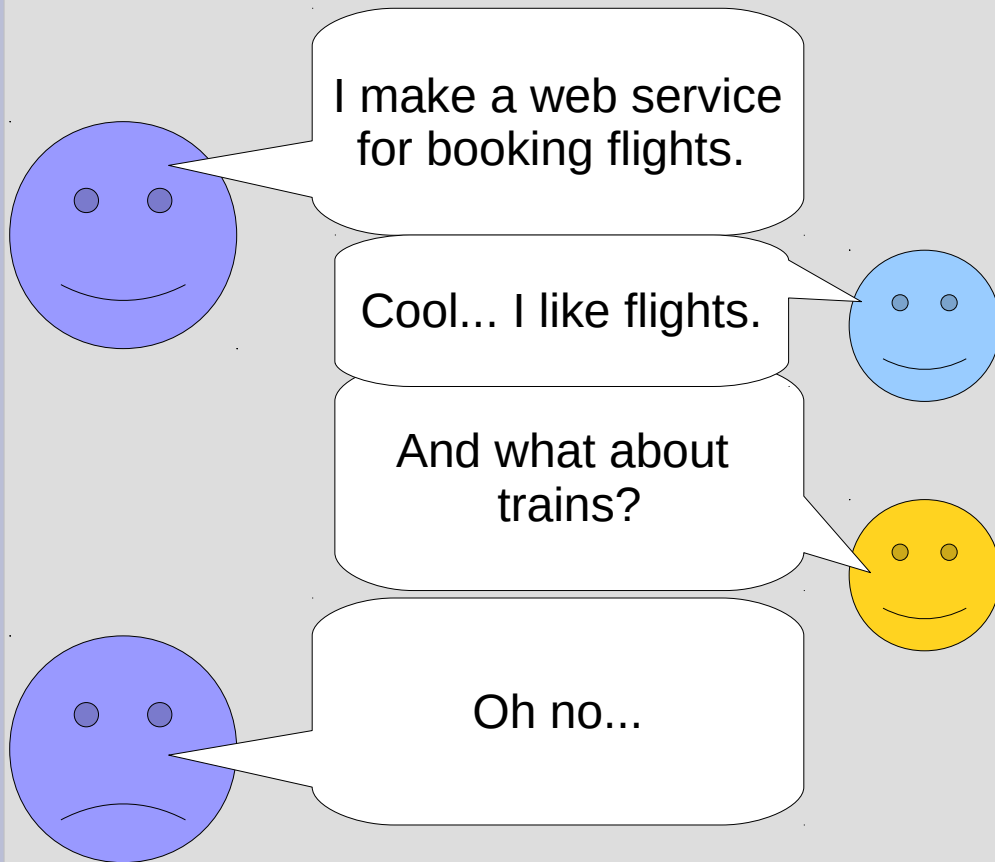 I make a web service
for booking flights.
Cool... I like flights.
And what about
trains?
Oh no...